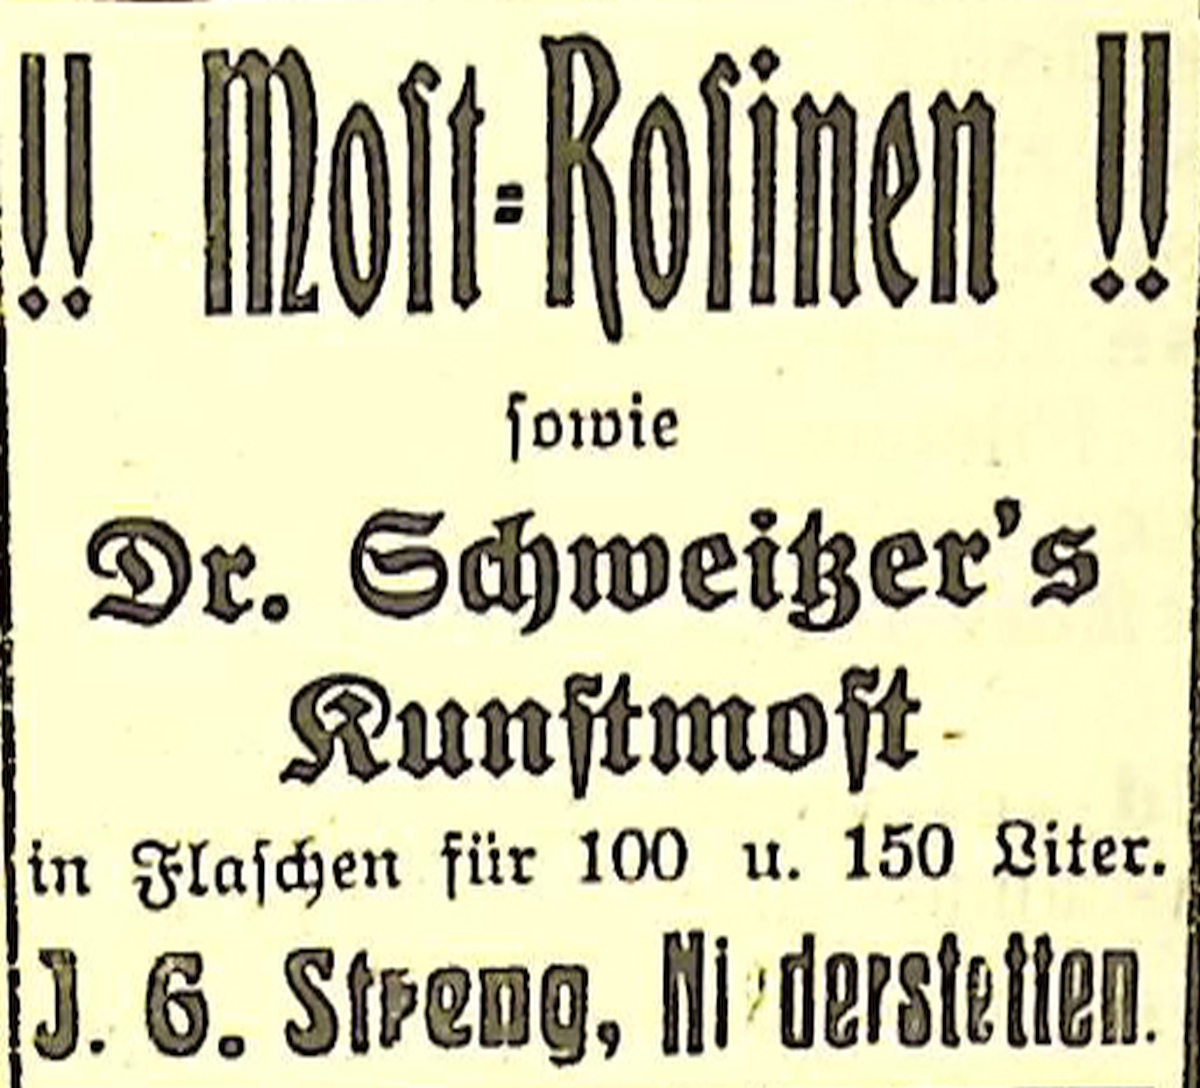 !! Moſt-Roſinen !!
ſowie
Dr. Schweitzer's
Kunſtmoſt
in Flaſchen für 100 u. 150 Liter.
J. G. Streng, Niederstetten.